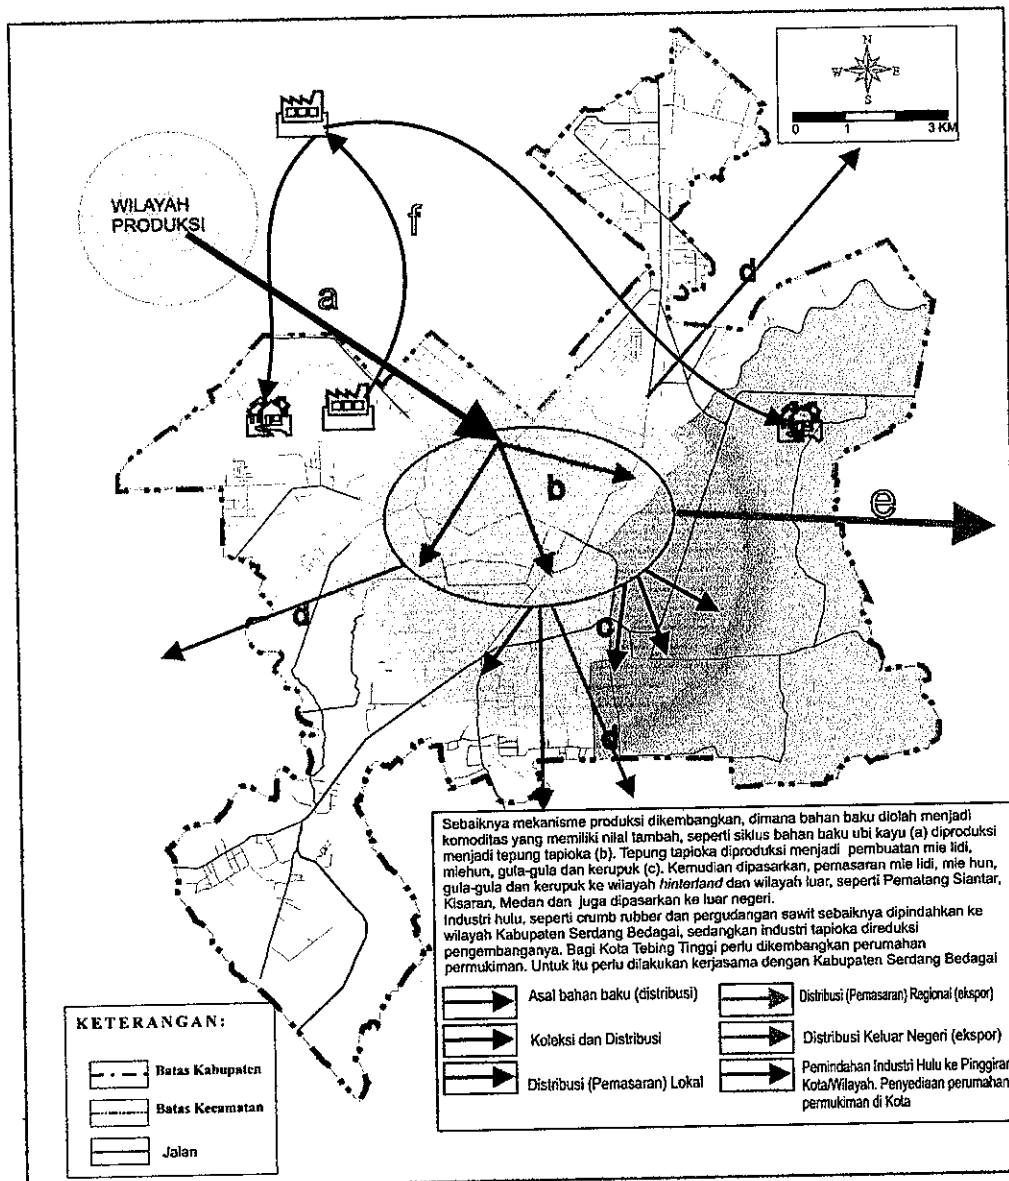 N
W E
S
0 1 3 KM
WILAYAH
PRODUKSI
f
a
d
b
e
d
c
d
Sebaiknya mekanisme produksi dikembangkan, dimana bahan baku diolah menjadi
komoditas yang memiliki nilai tambah, seperti siklus bahan baku ubi kayu (a) diproduksi
menjadi tepung tapioka (b). Tepung tapioka diproduksi menjadi pembuatan mie lidi,
miehun, gula-gula dan kerupuk (c). Kemudian dipasarkan, pemasaran mie lidi, mie hun,
gula-gula dan kerupuk ke wilayah hinterland dan wilayah luar, seperti Pematang Siantar,
Kisaran, Medan dan juga dipasarkan ke luar negeri.
Industri hulu, seperti crumb rubber dan pergudangan sawit sebaiknya dipindahkan ke
wilayah Kabupaten Serdang Bedagai, sedangkan industri tapioka direduksi
pengembanganya. Bagi Kota Tebing Tinggi perlu dikembangkan perumahan
permukiman. Untuk itu perlu dilakukan kerjasama dengan Kabupaten Serdang Bedagai
Asal bahan baku (distribusi)
Koleksi dan Distribusi
Distribusi (Pemasaran) Lokal
Distribusi (Pemasaran) Regional (ekspor)
Distribusi Keluar Negeri (ekspor)
Pemindahan Industri Hulu ke Pinggiran
Kota/Wilayah. Penyediaan perumahan
permukiman di Kota
KETERANGAN:
Batas Kabupaten
Batas Kecamatan
Jalan